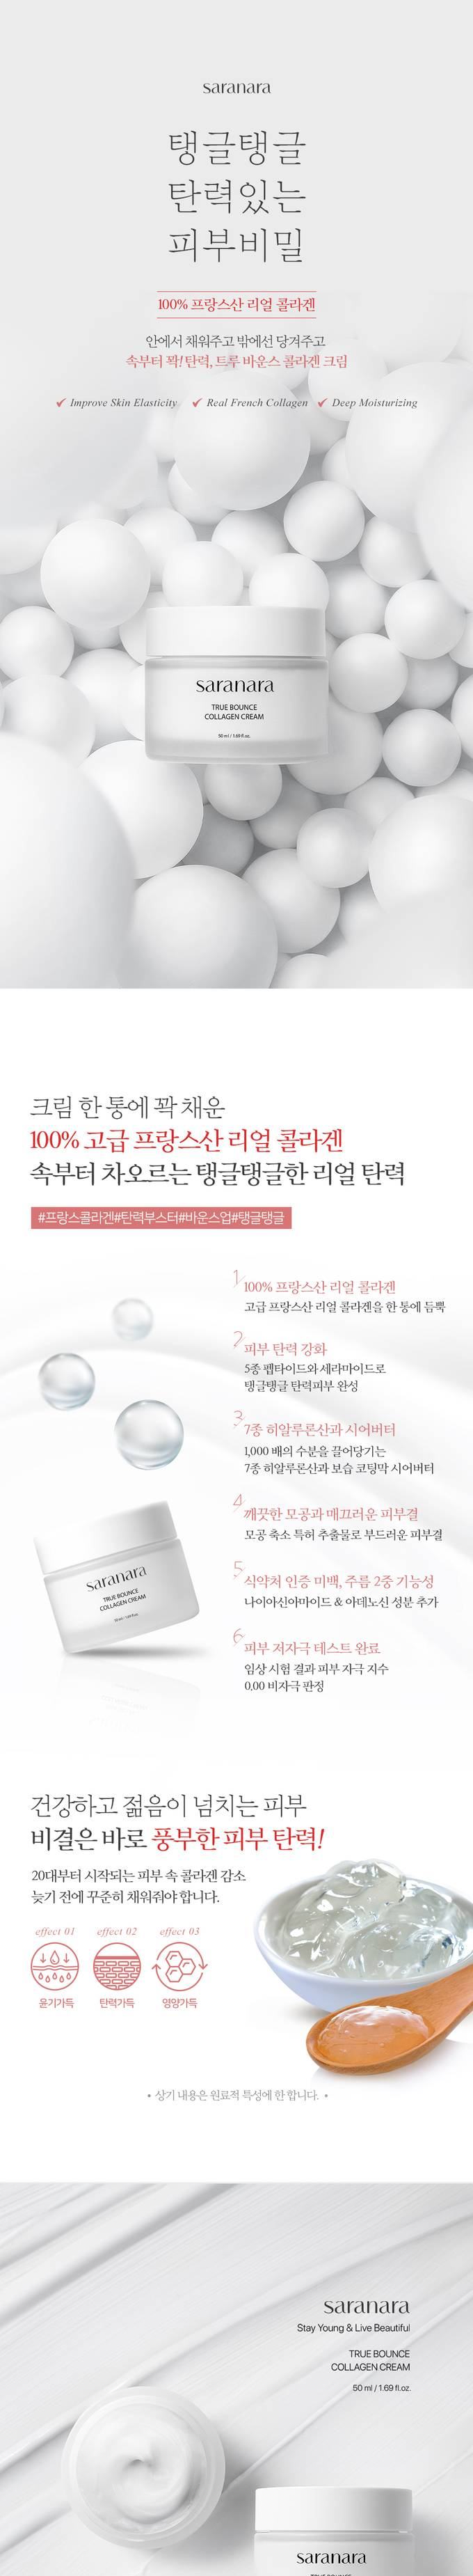 saranara
탱글탱글
탄력있는
피부비밀
100% 프랑스산 리얼 콜라겐
안에서 채워주고 밖에선 당겨주고
속부터 꽉! 탄력, 트루 바운스 콜라겐 크림
Improve Skin Elasticity Real French Collagen Deep Moisturizing
saranara
TRUE BOUNCE
COLLAGEN CREAM
50 ml / 1.69 fl.oz.
크림 한 통에 꽉 채운
100% 고급 프랑스산 리얼 콜라겐
속부터 차오르는 탱글탱글한 리얼 탄력
#프랑스콜라겐#탄력부스터#바운스업#탱글탱글
1
100% 프랑스산 리얼 콜라겐
고급 프랑스산 리얼 콜라겐을 한 통에 듬뿍
2
피부 탄력 강화
5종 펩타이드와 세라마이드로
탱글탱글 탄력피부 완성
3
7종 히알루론산과 시어버터
1,000 배의 수분을 끌어당기는
7종 히알루론산과 보습 코팅막 시어버터
4
깨끗한 모공과 매끄러운 피부결
모공 축소 특허 추출물로 부드러운 피부결
5
식약처 인증 미백, 주름 2중 기능성
나이아신아마이드 & 아데노신 성분 추가
6
피부 저자극 테스트 완료
임상 시험 결과 피부 자극 지수
0.00 비자극 판정
saranara
TRUE BOUNCE
COLLAGEN CREAM
50 ml / 1.69 fl.oz.
건강하고 젊음이 넘치는 피부
비결은 바로 풍부한 피부 탄력!
20대부터 시작되는 피부 속 콜라겐 감소
늦기 전에 꾸준히 채워줘야 합니다.
effect 01 effect 02 effect 03
윤기가득 탄력가득 영양가득
• 상기 내용은 원료적 특성에 한 합니다. •
saranara
Stay Young & Live Beautiful
TRUE BOUNCE
COLLAGEN CREAM
50 ml / 1.69 fl.oz.
saranara